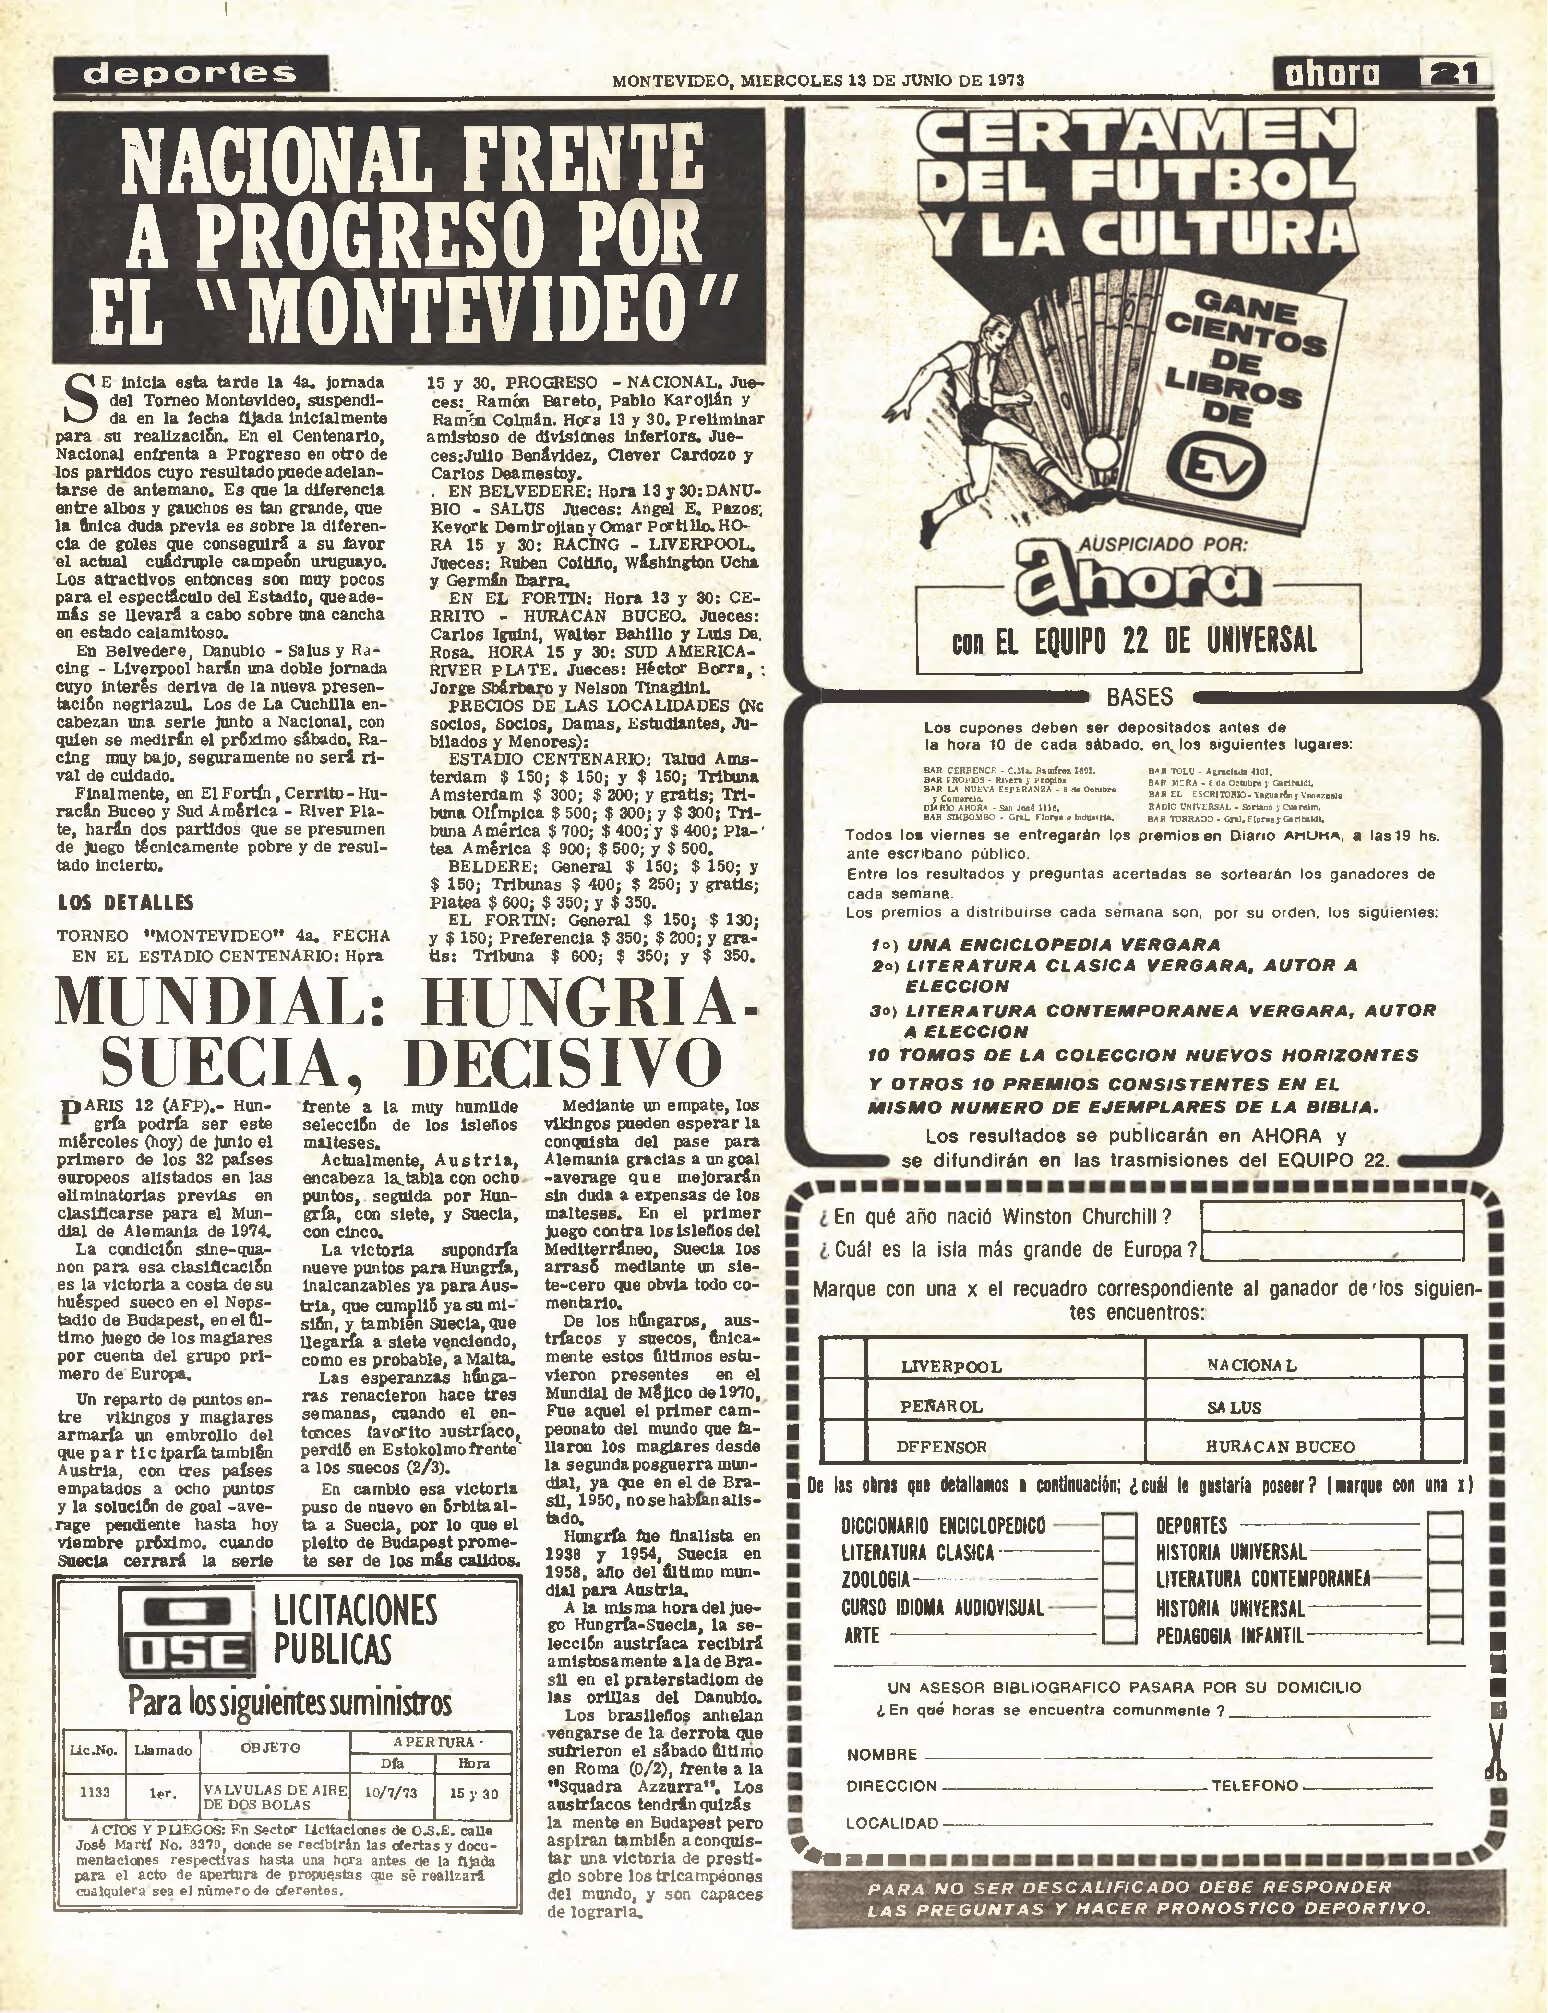 deportes
MONTEVIDEO, MIERCOLES 13 DE JUNIO DE 1973
ahora 21
NACIONAL FRENTE
A PROGRESO POR
EL "MONTEVIDEO"
SE inicia esta tarde la 4a. jornada
del Torneo Montevideo, suspendi-
da en la fecha fijada inicialmente
para su realización. En el Centenario,
Nacional enfrenta a Progreso en otro de
los partidos cuyo resultado puede adelan-
tarse de antemano. Es que la diferencia
entre albos y gauchos es tan grande, que
la única duda previa es sobre la diferen-
cia de goles que conseguirá a su favor
el actual cuádruple campeón uruguayo.
Los atractivos entonces son muy pocos
para el espectáculo del Estadio, que ade-
más se llevará a cabo sobre una cancha
en estado calamitoso.
En Belvedere, Danubio - Salus y Ra-
cing - Liverpool harán una doble jornada
cuyo interés deriva de la nueva presen-
tación negriazul. Los de La Cuchilla en-
cabezan una serie junto a Nacional, con
quien se medirán el próximo sábado. Ra-
cing muy bajo, seguramente no será ri-
val de cuidado.
Finalmente, en El Fortín, Cerrito - Hu-
racán Buceo y Sud América - River Pla-
te, harán dos partidos que se presumen
de juego técnicamente pobre y de resul-
tado incierto.
LOS DETALLES
TORNEO "MONTEVIDEO" 4a. FECHA
EN EL ESTADIO CENTENARIO: Hora
15 y 30. PROGRESO - NACIONAL. Jue-
ces: Ramón Bareto, Pablo Karojián y
Ramón Colmán. Hora 13 y 30. Preliminar
amistoso de divisiones inferiors. Jue-
ces:Julio Benávidez, Clever Cardozo y
Carlos Deamestoy.
EN BELVEDERE: Hora 13 y 30: DANU-
BIO - SALUS Jueces: Angel E. Pazos;
Kevork Demirojian y Omar Portillo. HO-
RA 15 y 30: RACING - LIVERPOOL.
Jueces: Ruben Coitiño, Wáshington Ucha
y Germán Ibarra.
EN EL FORTIN: Hora 13 y 30: CE-
RRITO - HURACAN BUCEO. Jueces:
Carlos Iguini, Walter Bahillo y Luis Da.
Rosa. HORA 15 y 30: SUD AMERICA-
RIVER PLATE. Jueces: Héctor Borra, :
Jorge Sbárbaro y Nelson Tinaglini.
PRECIOS DE LAS LOCALIDADES (No
socios, Socios, Damas, Estudiantes, Ju-
bilados y Menores):
ESTADIO CENTENARIO: Talud Ams-
terdam $ 150; $ 150; y $ 150; Tribuna
Amsterdam $ 300; $ 200; y gratis; Tri-
buna Olímpica $ 500; $ 300; y $ 300; Tri-
buna América $ 700; $ 400; y $ 400; Pla-
tea América $ 900; $ 500; y $ 500.
BELDERE: General $ 150; $ 150; y
$ 150; Tribunas $ 400; $ 250; y gratis;
Platea $ 600; $ 350; y $ 350.
EL FORTIN: General $ 150; $ 130;
y $ 150; Preferencia $ 350; $ 200; y gra-
tis: Tribuna $ 600; $ 350; y $ 350.
MUNDIAL: HUNGRIA-
SUECIA, DECISIVO
PARIS 12 (AFP).- Hun-
gría podría ser este
miércoles (hoy) de junio el
primero de los 32 países
europeos alistados en las
eliminatorias previas en
clasificarse para el Mun-
dial de Alemania de 1974.
La condición sine-qua-
non para esa clasificación
es la victoria a costa de su
huésped sueco en el Neps-
tadio de Budapest, en el úl-
timo juego de los magiares
por cuenta del grupo pri-
mero de Europa.
Un reparto de puntos en-
tre vikingos y magiares
armaría un embrollo del
que participaría también
Austria, con tres países
empatados a ocho puntos
y la solución de goal -ave-
rage pendiente hasta hoy
viembre próximo, cuando
Suecia cerrará la serie
frente a la muy humilde
selección de los isleños
malteses.
Actualmente, Austria,
encabeza la tabla con ocho
puntos, seguida por Hun-
gría, con siete, y Suecia,
con cinco.
La victoria supondría
nueve puntos para Hungría,
inalcanzables ya para Aus-
tria, que cumplió ya su mi-
sión, y también Suecia, que
llegaría a siete venciendo,
como es probable, a Malta.
Las esperanzas húnga-
ras renacieron hace tres
semanas, cuando el en-
tonces favorito austríaco,
perdió en Estokolmo frente
a los suecos (2/3).
En cambio esa victoria
puso de nuevo en órbita al-
ta a Suecia, por lo que el
pleito de Budapest prome-
te ser de los más calidos.
Mediante un empate, los
vikingos pueden esperar la
conquista del pase para
Alemania gracias a un goal
-average que mejorarán
sin duda a expensas de los
malteses. En el primer
juego contra los isleños del
Mediterráneo, Suecia los
arrasó mediante un sie-
te-cero que obvia todo co-
mentario.
De los húngaros, aus-
tríacos y suecos, única-
mente estos últimos estu-
vieron presentes en el
Mundial de Méjico de 1970.
Fue aquel el primer cam-
peonato del mundo que fa-
llaron los magiares desde
la segunda posguerra mun-
dial, ya que en el de Bra-
sil, 1950, no se habían alis-
tado.
Hungría fue finalista en
1938 y 1954, Suecia en
1958, año del último mun-
dial para Austria.
A la misma hora del jue-
go Hungría-Suecia, la se-
lección austríaca recibirá
amistosamente a la de Bra-
sil en el praterstadiom de
las orillas del Danubio.
Los brasileños anhelan
vengarse de la derrota que
sufrieron el sábado último
en Roma (0/2), frente a la
"Squadra Azzurra". Los
austríacos tendrán quizás
la mente en Budapest pero
aspiran también a conquis-
tar una victoria de presti-
gio sobre los tricampéones
del mundo, y son capaces
de lograrla.
OSE
LICITACIONES
PUBLICAS
Para los siguientes suministros
Lic.No. Llamado OBJETO APERTURA
Día Hora
1133 1er. VALVULAS DE AIRE DE DOS BOLAS 10/7/73 15 y 30
ACTOS Y PLIEGOS: En Sector Licitaciones de O.S.E. calle
José Martí No. 3379, donde se recibirán las ofertas y docu-
mentaciones respectivas hasta una hora antes de la fijada
para el acto de apertura de propuestas que se realizará
cualquiera sea el número de oferentes.
CERTAMEN
DEL FUTBOL
Y LA CULTURA
GANE
CIENTOS
DE
LIBROS
DE
EV
AUSPICIADO POR:
ahora
con EL EQUIPO 22 DE UNIVERSAL
BASES
Los cupones deben ser depositados antes de
la hora 10 de cada sábado, en los siguientes lugares:
BAR PROPIOS - Rivera y Propios
BAR LA NUEVA ESPERANZA - 8 de Octubre
y Comercio.
DIARIO AHORA - San José 1116,
BAR SIMBOMBO - Gral. Flores e Industria.
BAR TOLU - Agraciada 4101.
BAR MERA - 8 de Octubre y Garibaldi.
BAR EL ESCRITORIO- Yaguarón y Venezuela
RADIO UNIVERSAL - Soriano y Cuareim.
BAR TORRADO - Gral. Flores y Garibaldi.
Todos los viernes se entregarán los premios en Diario AHORA, a las 19 hs.
ante escribano público.
Entre los resultados y preguntas acertadas se sortearán los ganadores de
cada semana.
Los premios a distribuirse cada semana son, por su orden, los siguientes:
1o) UNA ENCICLOPEDIA VERGARA
2o) LITERATURA CLASICA VERGARA, AUTOR A
ELECCION
3o) LITERATURA CONTEMPORANEA VERGARA, AUTOR
A ELECCION
10 TOMOS DE LA COLECCION NUEVOS HORIZONTES
Y OTROS 10 PREMIOS CONSISTENTES EN EL
MISMO NUMERO DE EJEMPLARES DE LA BIBLIA.
Los resultados se publicarán en AHORA y
se difundirán en las trasmisiones del EQUIPO 22.
¿En qué año nació Winston Churchill?
¿Cuál es la isla más grande de Europa?
Marque con una x el recuadro correspondiente al ganador de los siguien-
tes encuentros:
LIVERPOOL NACIONAL
PEÑAROL SALUS
DEFENSOR HURACAN BUCEO
De las obras que detallamos a continuación; ¿cuál le gustaría poseer? (marque con una x)
DICCIONARIO ENCICLOPEDICO DEPORTES
LITERATURA CLASICA HISTORIA UNIVERSAL
ZOOLOGIA LITERATURA CONTEMPORANEA
CURSO IDIOMA AUDIOVISUAL HISTORIA UNIVERSAL
ARTE PEDAGOGIA INFANTIL
UN ASESOR BIBLIOGRAFICO PASARA POR SU DOMICILIO
¿En qué horas se encuentra comunmente?
NOMBRE
DIRECCION TELEFONO
LOCALIDAD
PARA NO SER DESCALIFICADO DEBE RESPONDER
LAS PREGUNTAS Y HACER PRONOSTICO DEPORTIVO.